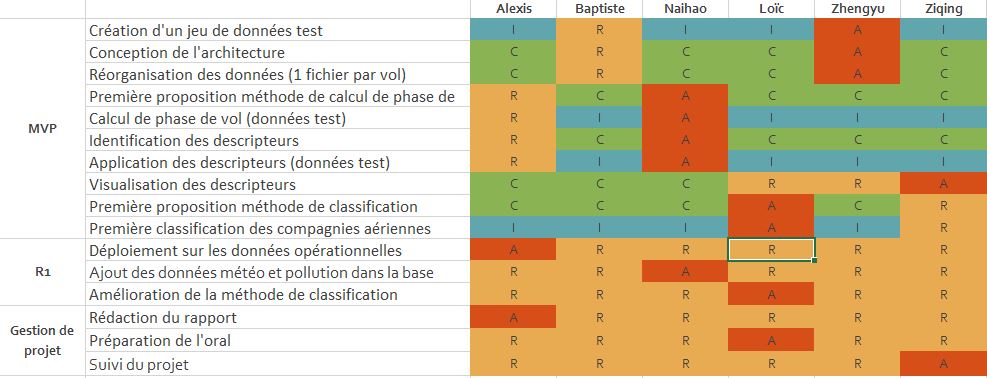 Alexis Baptiste Naihao Loïc Zhengyu Ziqing
Création d'un jeu de données test I R I I A I
Conception de l'architecture C R C C A C
Réorganisation des données (1 fichier par vol) C R C C A C
Première proposition méthode de calcul de phase de R C A C C C
MVP Calcul de phase de vol (données test) R I A I I I
Identification des descripteurs R C A C C C
Application des descripteurs (données test) R I A I I I
Visualisation des descripteurs C C C R R A
Première proposition méthode de classification C C C A C R
Première classification des compagnies aériennes I I I A I R
Déploiement sur les données opérationnelles A R R R R R
R1 Ajout des données météo et pollution dans la base R R A R R R
Amélioration de la méthode de classification R R R A R R
Rédaction du rapport A R R R R R
Gestion de projet Préparation de l'oral R R R A R R
Suivi du projet R R R R R A